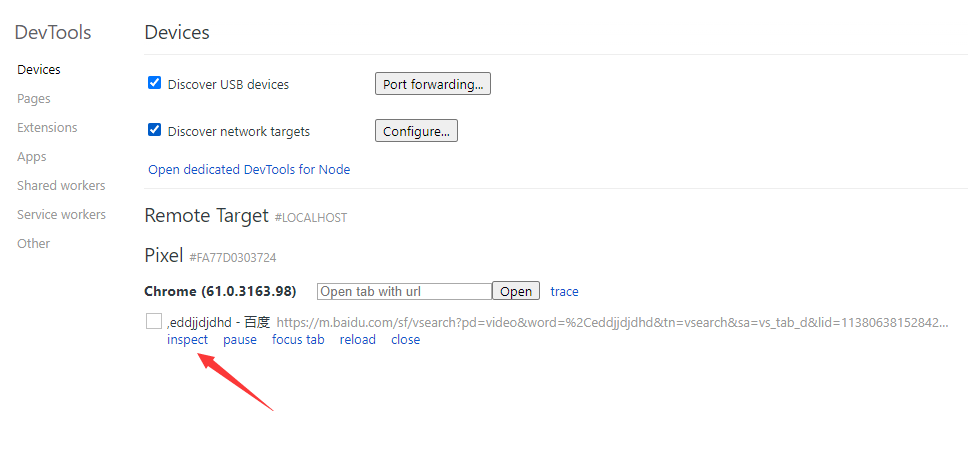 DevTools
Devices
Pages
Extensions
Apps
Shared workers
Service workers
Other
Devices
Discover USB devices Port forwarding...
Discover network targets Configure...
Open dedicated DevTools for Node
Remote Target #LOCALHOST
Pixel #FA77D0303724
Chrome (61.0.3163.98) Open tab with url Open trace
,eddjjdjdhd - 百度 https://m.baidu.com/sf/vsearch?pd=video&word=%2Ceddjjdjdhd&tn=vsearch&sa=vs_tab_d&lid=11380638152842...
inspect pause focus tab reload close